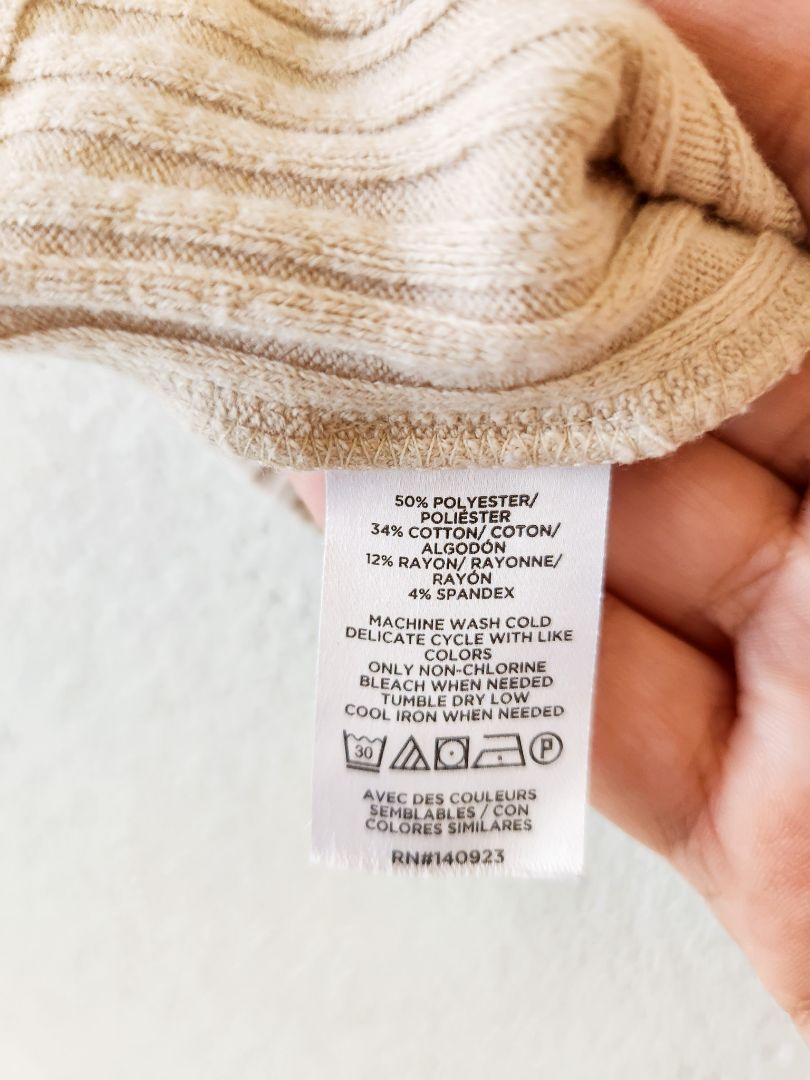 50% POLYESTER/
POLIÉSTER
34% COTTON/ COTON/
ALGODÓN
12% RAYON/ RAYONNE/
RAYÓN
4% SPANDEX
MACHINE WASH COLD
DELICATE CYCLE WITH LIKE
COLORS
ONLY NON-CHLORINE
BLEACH WHEN NEEDED
TUMBLE DRY LOW
COOL IRON WHEN NEEDED
30 P
AVEC DES COULEURS
SEMBLABLES / CON
COLORES SIMILARES
RN#140923